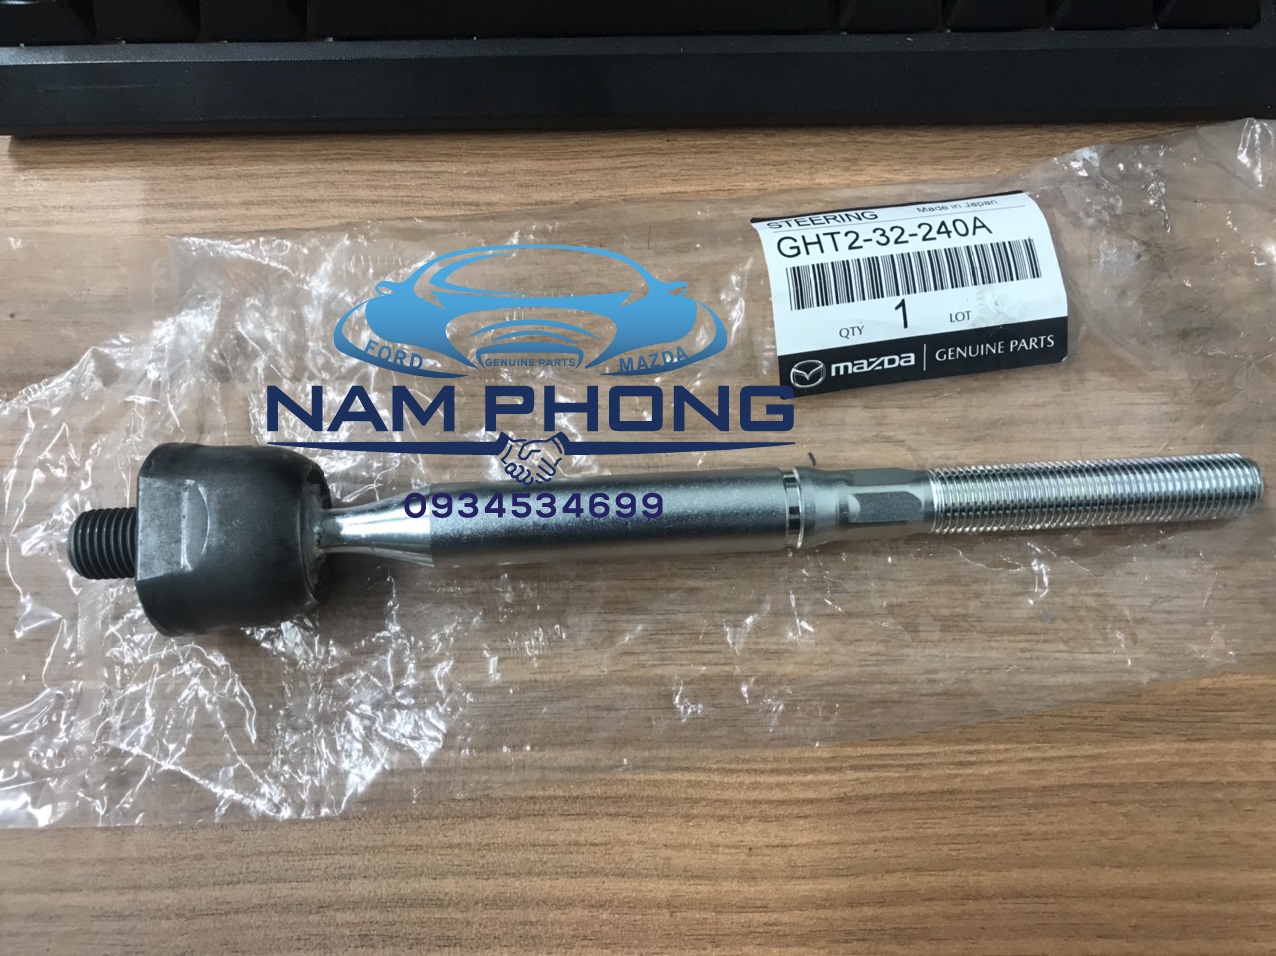 STEERING Made in Japan
GHT2-32-240A
QTY 1 LOT
mazda GENUINE PARTS
FORD GENUINE PARTS MAZDA
NAM PHONG
0934534699